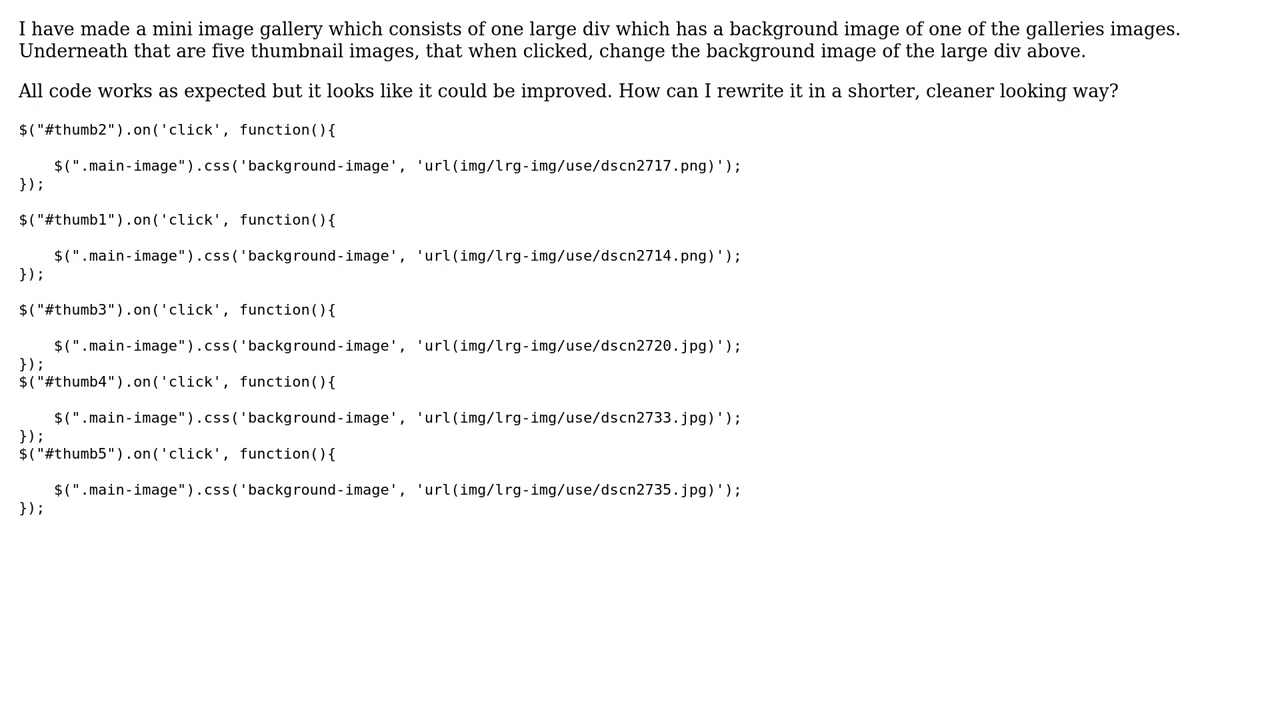 I have made a mini image gallery which consists of one large div which has a background image of one of the galleries images.
Underneath that are five thumbnail images, that when clicked, change the background image of the large div above.
All code works as expected but it looks like it could be improved. How can I rewrite it in a shorter, cleaner looking way?
$("#thumb2").on('click', function(){
    $(".main-image").css('background-image', 'url(img/lrg-img/use/dscn2717.png)');
});
$("#thumb1").on('click', function(){
    $(".main-image").css('background-image', 'url(img/lrg-img/use/dscn2714.png)');
});
$("#thumb3").on('click', function(){
    $(".main-image").css('background-image', 'url(img/lrg-img/use/dscn2720.jpg)');
});
$("#thumb4").on('click', function(){
    $(".main-image").css('background-image', 'url(img/lrg-img/use/dscn2733.jpg)');
});
$("#thumb5").on('click', function(){
    $(".main-image").css('background-image', 'url(img/lrg-img/use/dscn2735.jpg)');
});